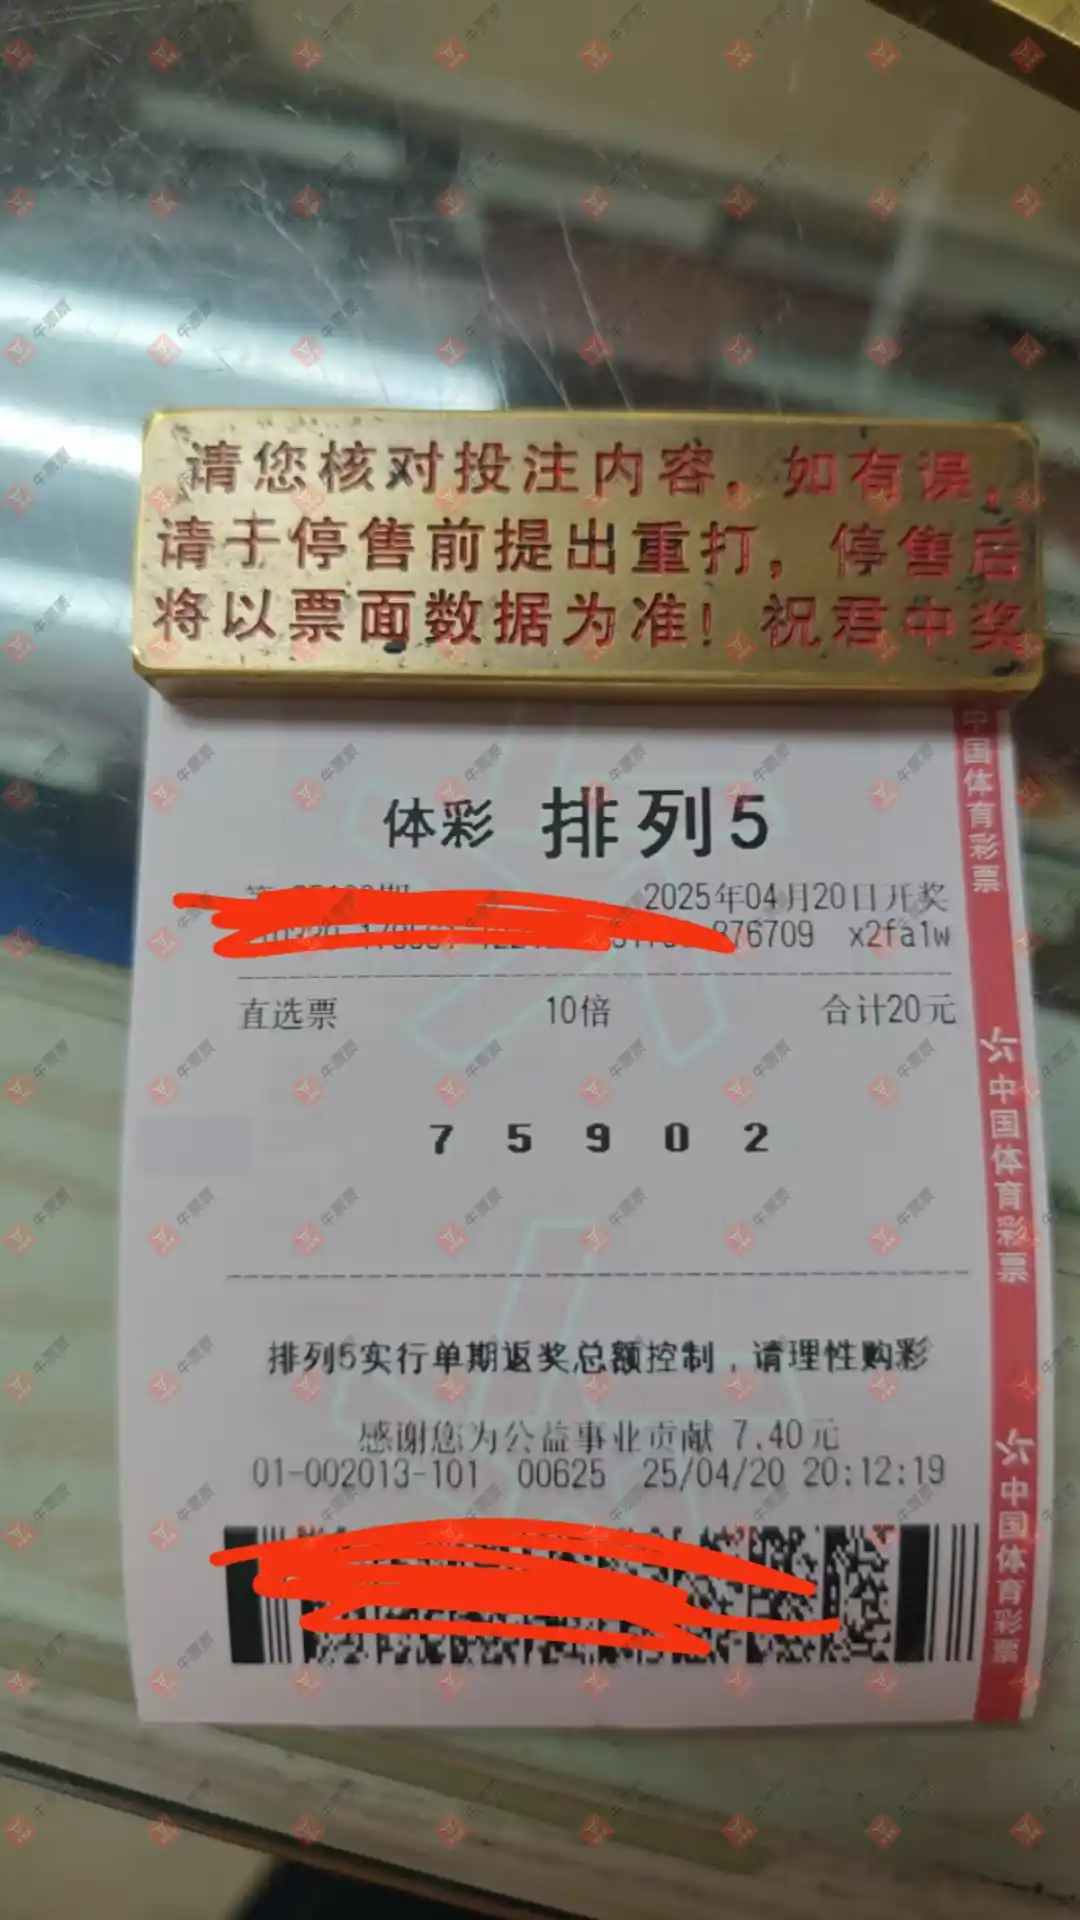 请您核对投注内容，如有误，
请于停售前提出重打，停售后
将以票面数据为准！祝君中奖
体彩 排列5
2025年04月20日开奖
876709 x2fa1w
直选票 10倍 合计20元
7 5 9 0 2
排列5实行单期返奖总额控制，请理性购彩
感谢您为公益事业贡献 7.40元
01-002013-101 00625 25/04/20 20:12:19
中国体育彩票
中国体育彩票
中国体育彩票
牛票票